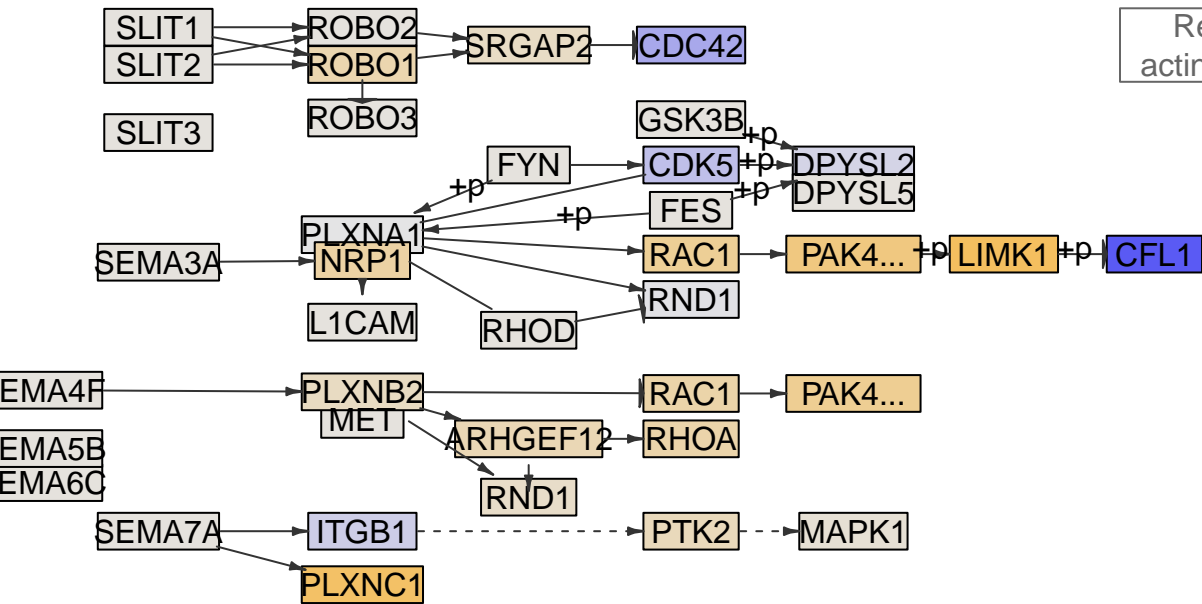 SLIT1
ROBO2
SRGAP2
CDC42
Re
SLIT2
ROBO1
actin
SLIT3
ROBO3
GSK3B
+p
FYN
CDK5
+p
DPYSL2
+p
+p
DPYSL5
PLXNA1
+p
FES
SEMA3A
NRP1
RAC1
PAK4...
+p
LIMK1
+p
CFL1
L1CAM
RHOD
RND1
EMA4F
PLXNB2
RAC1
PAK4...
MET
EMA5B
ARHGEF12
RHOA
EMA6C
RND1
SEMA7A
ITGB1
PTK2
MAPK1
PLXNC1